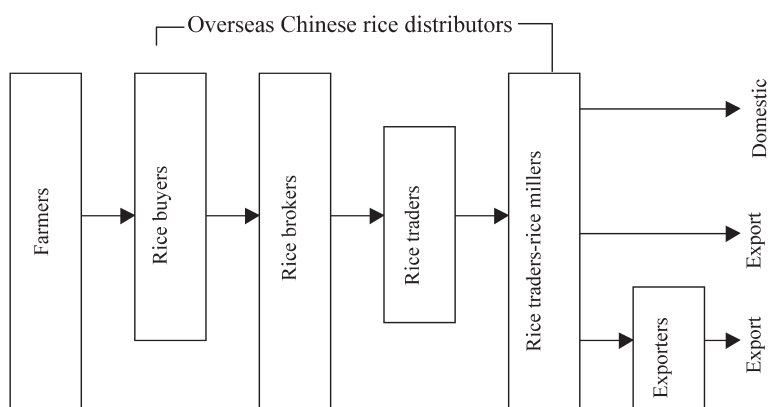 Overseas Chinese rice distributors
Farmers
Rice buyers
Rice brokers
Rice traders
Rice traders-rice millers
Domestic
Export
Exporters
Export